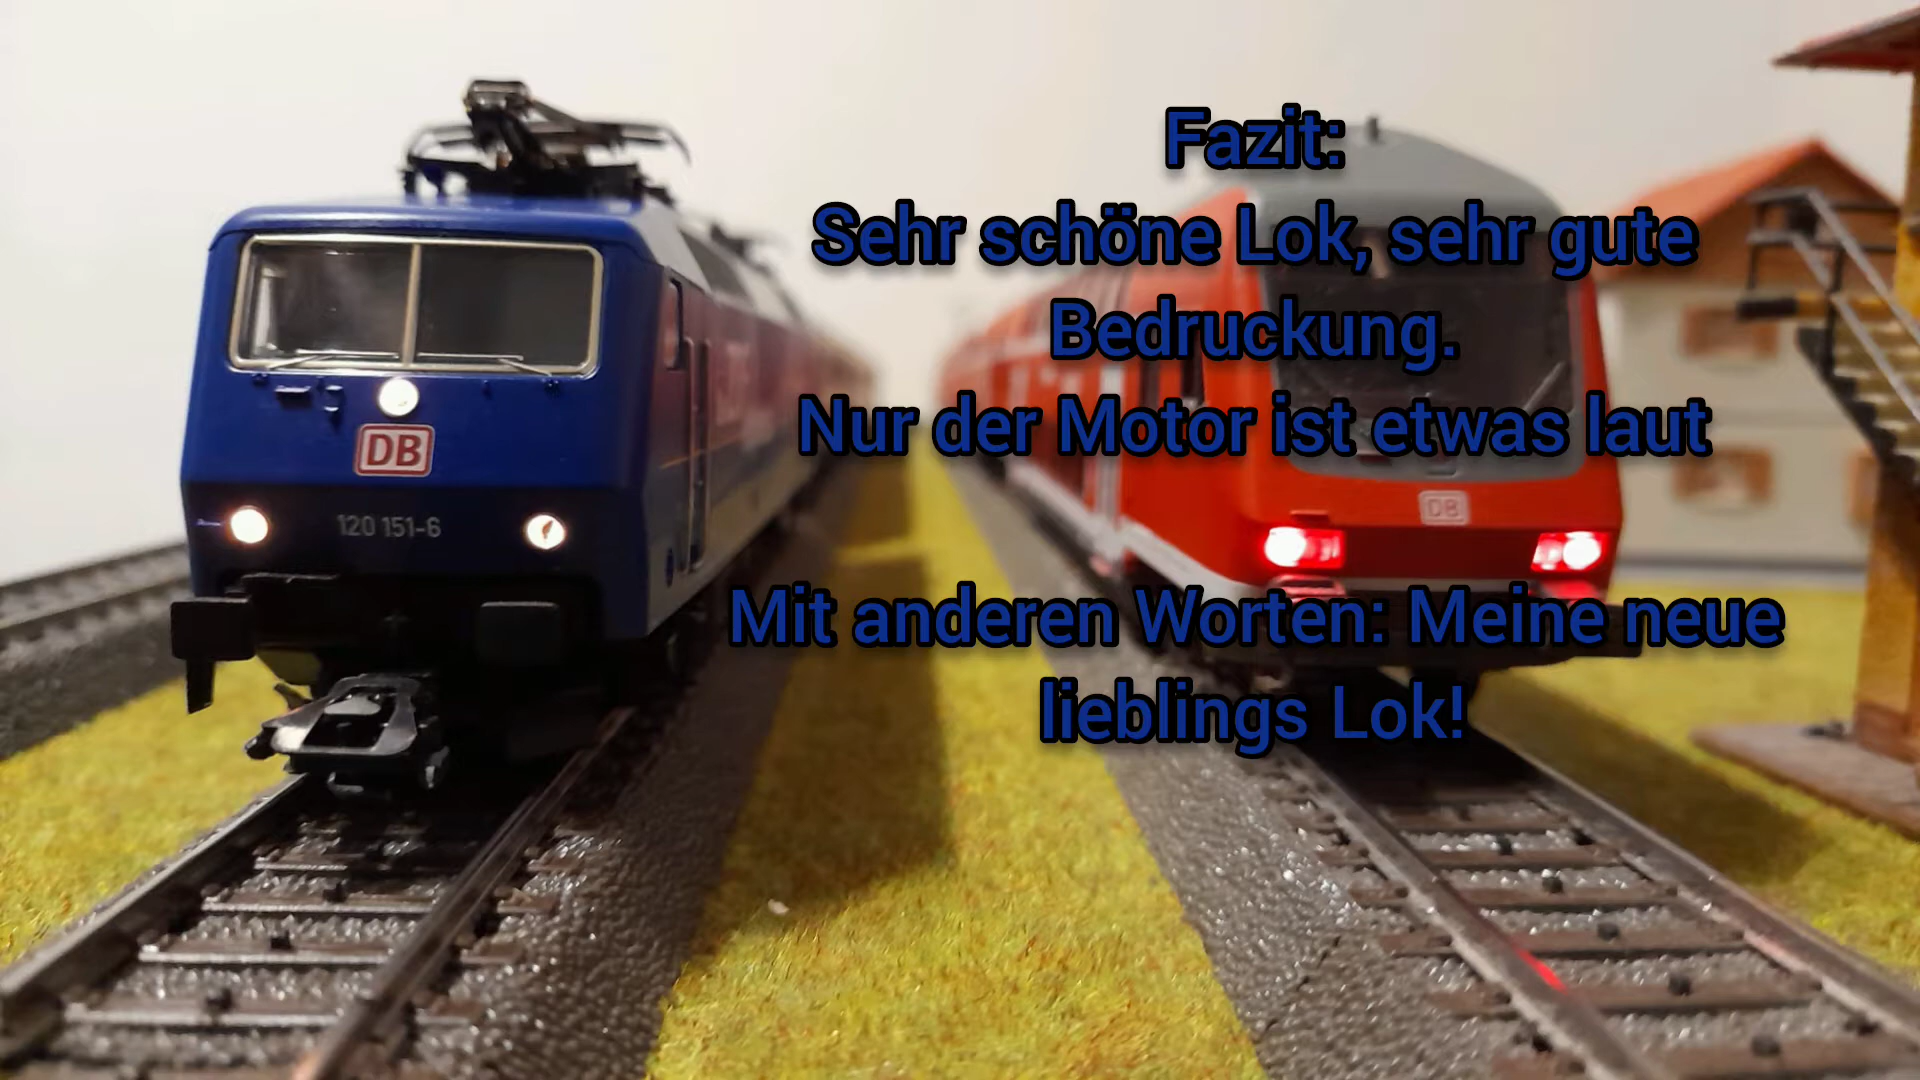 Fazit:
Sehr schöne Lok, sehr gute
Bedruckung.
Nur der Motor ist etwas laut
Mit anderen Worten: Meine neue
lieblings Lok!
DB
120 151-6
DB